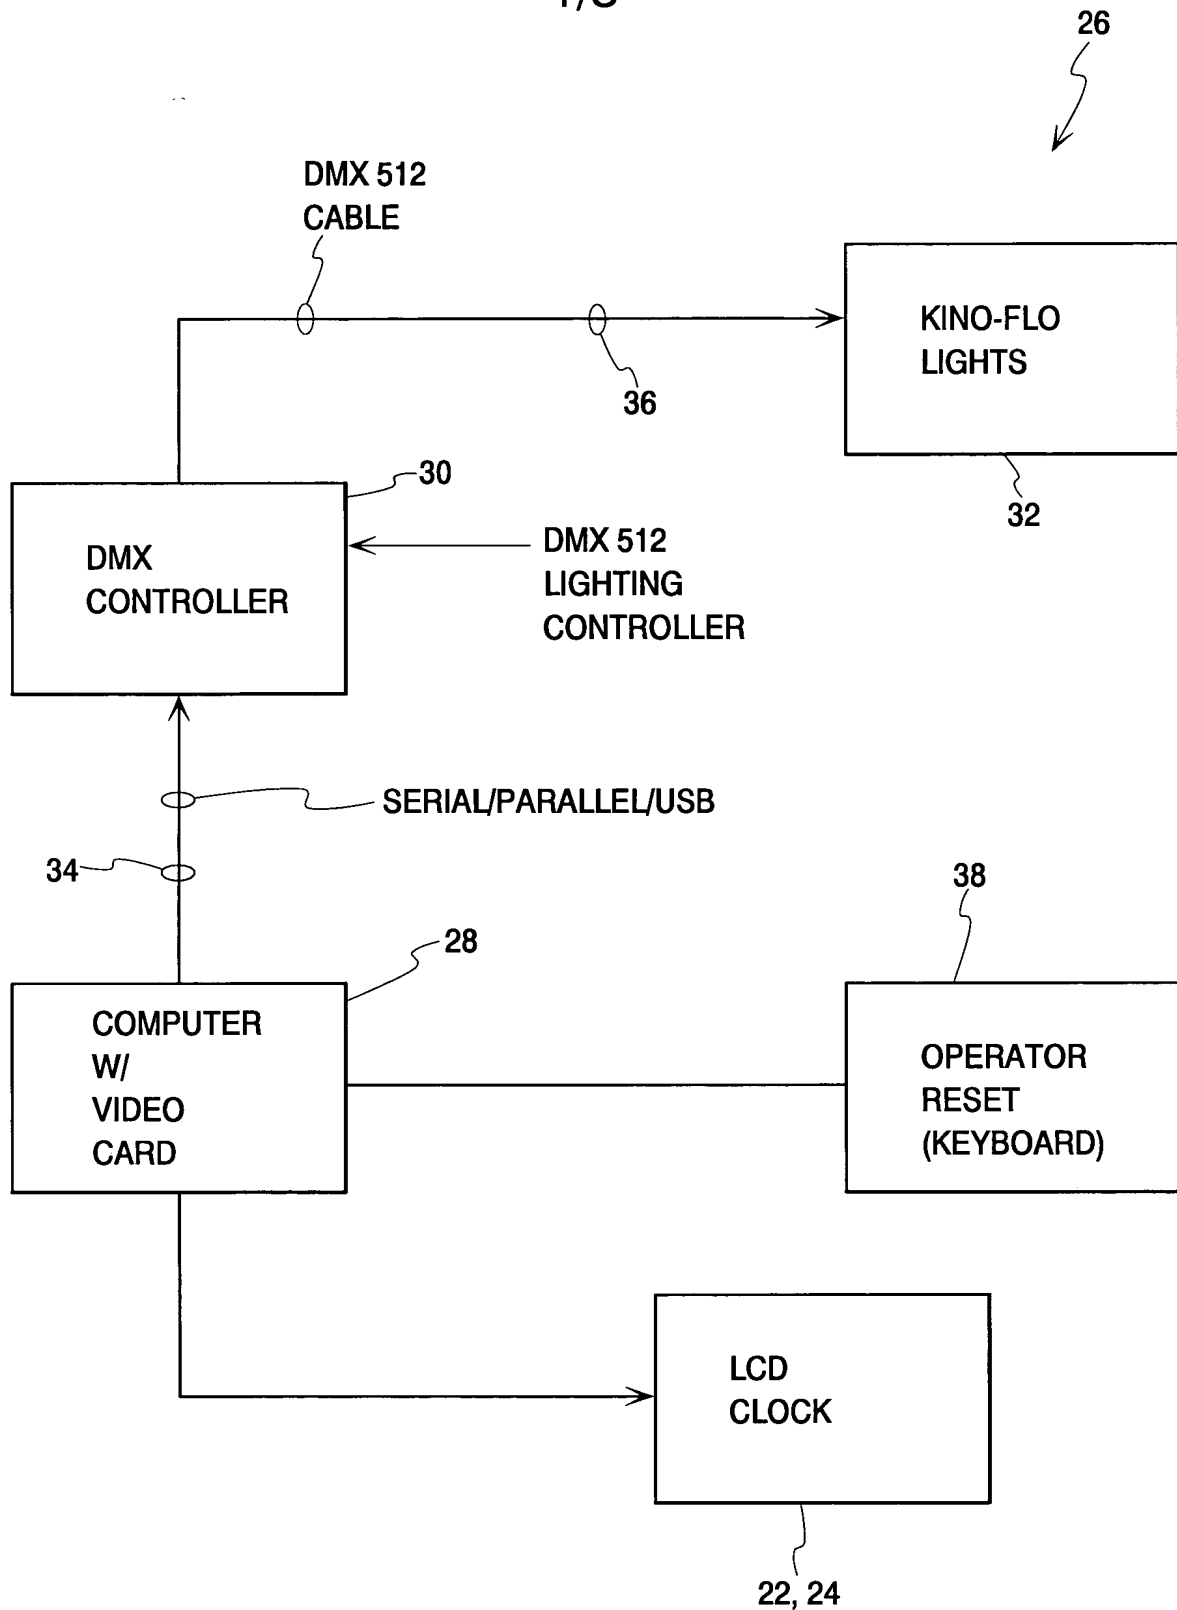 26
DMX 512
CABLE
KINO-FLO
LIGHTS
36
32
30
DMX
CONTROLLER
DMX 512
LIGHTING
CONTROLLER
SERIAL/PARALLEL/USB
34
28
38
COMPUTER
W/
VIDEO
CARD
OPERATOR
RESET
(KEYBOARD)
LCD
CLOCK
22, 24